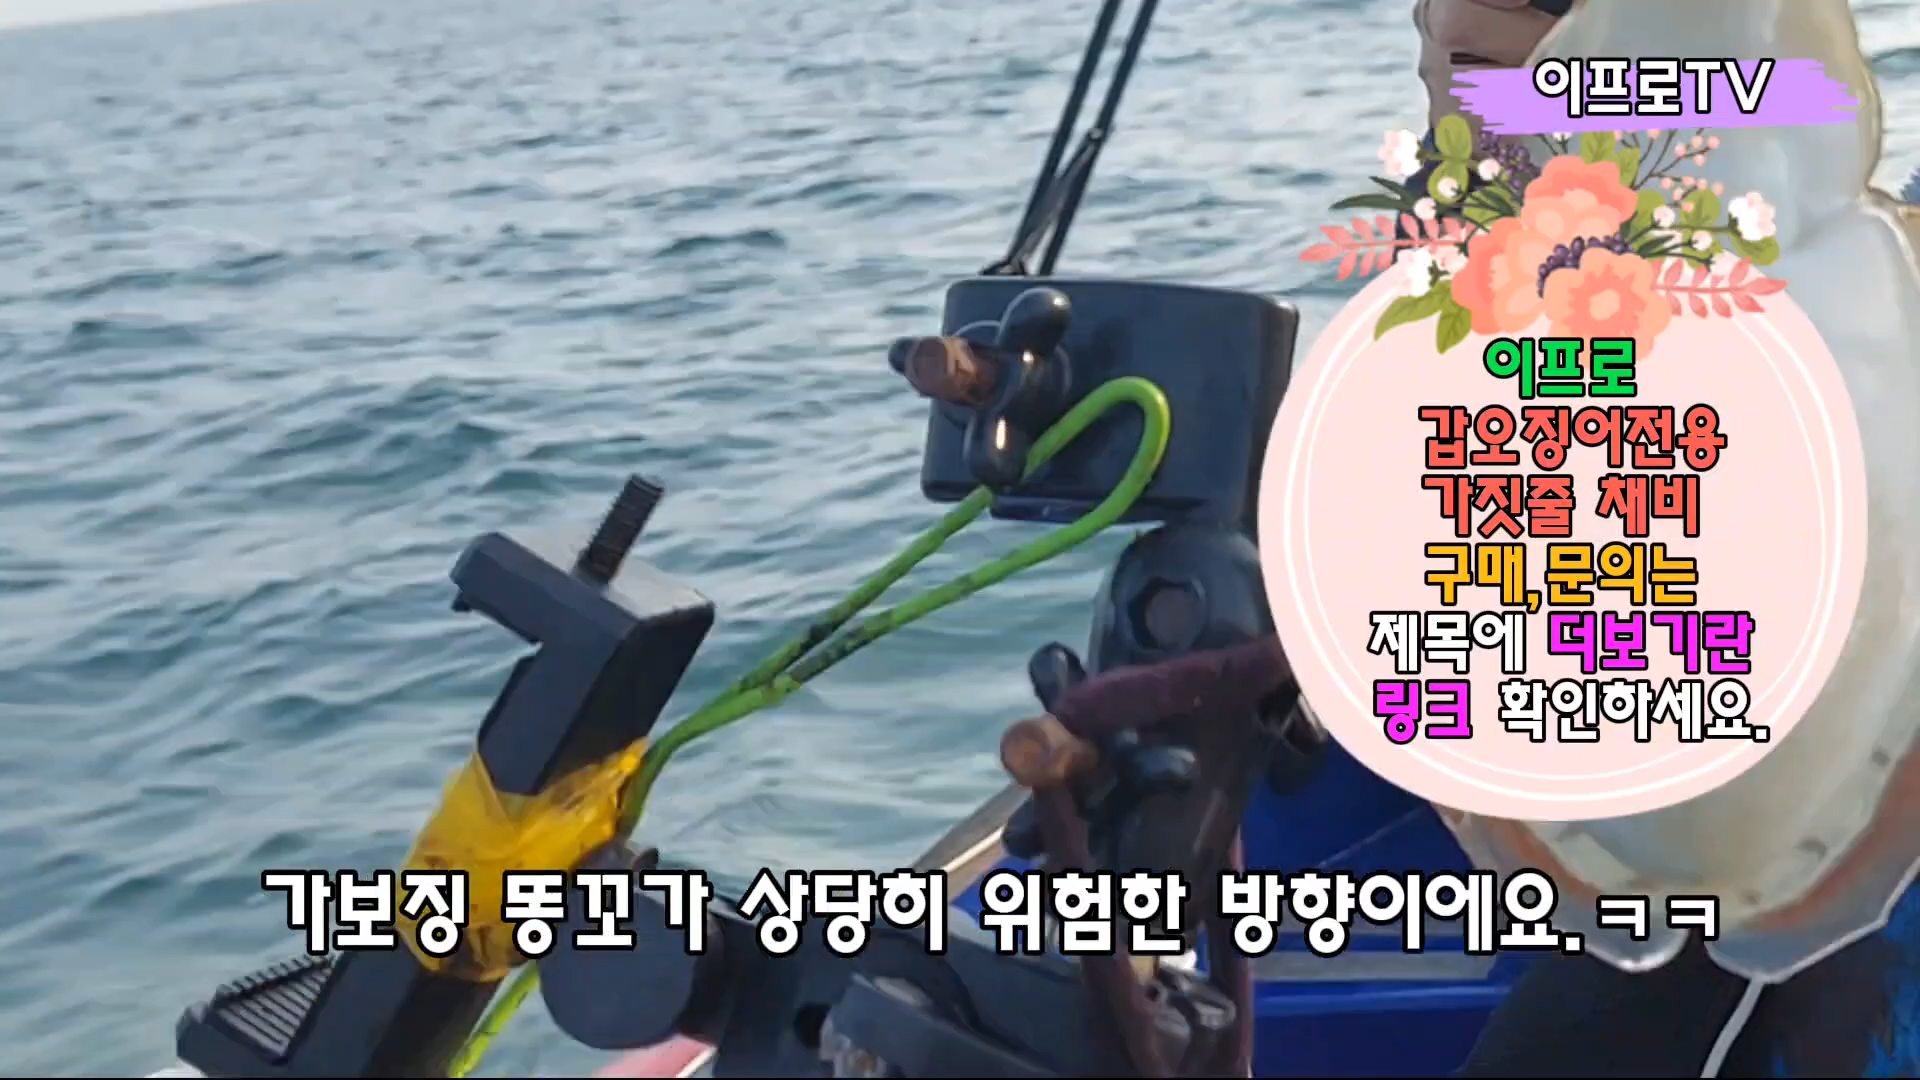 이프로TV
이프로
갑오징어전용
가짓줄 채비
구매,문의는
제목에 더보기란
링크 확인하세요.
가보징 똥꼬가 상당히 위험한 방향이에요.ㅋㅋ